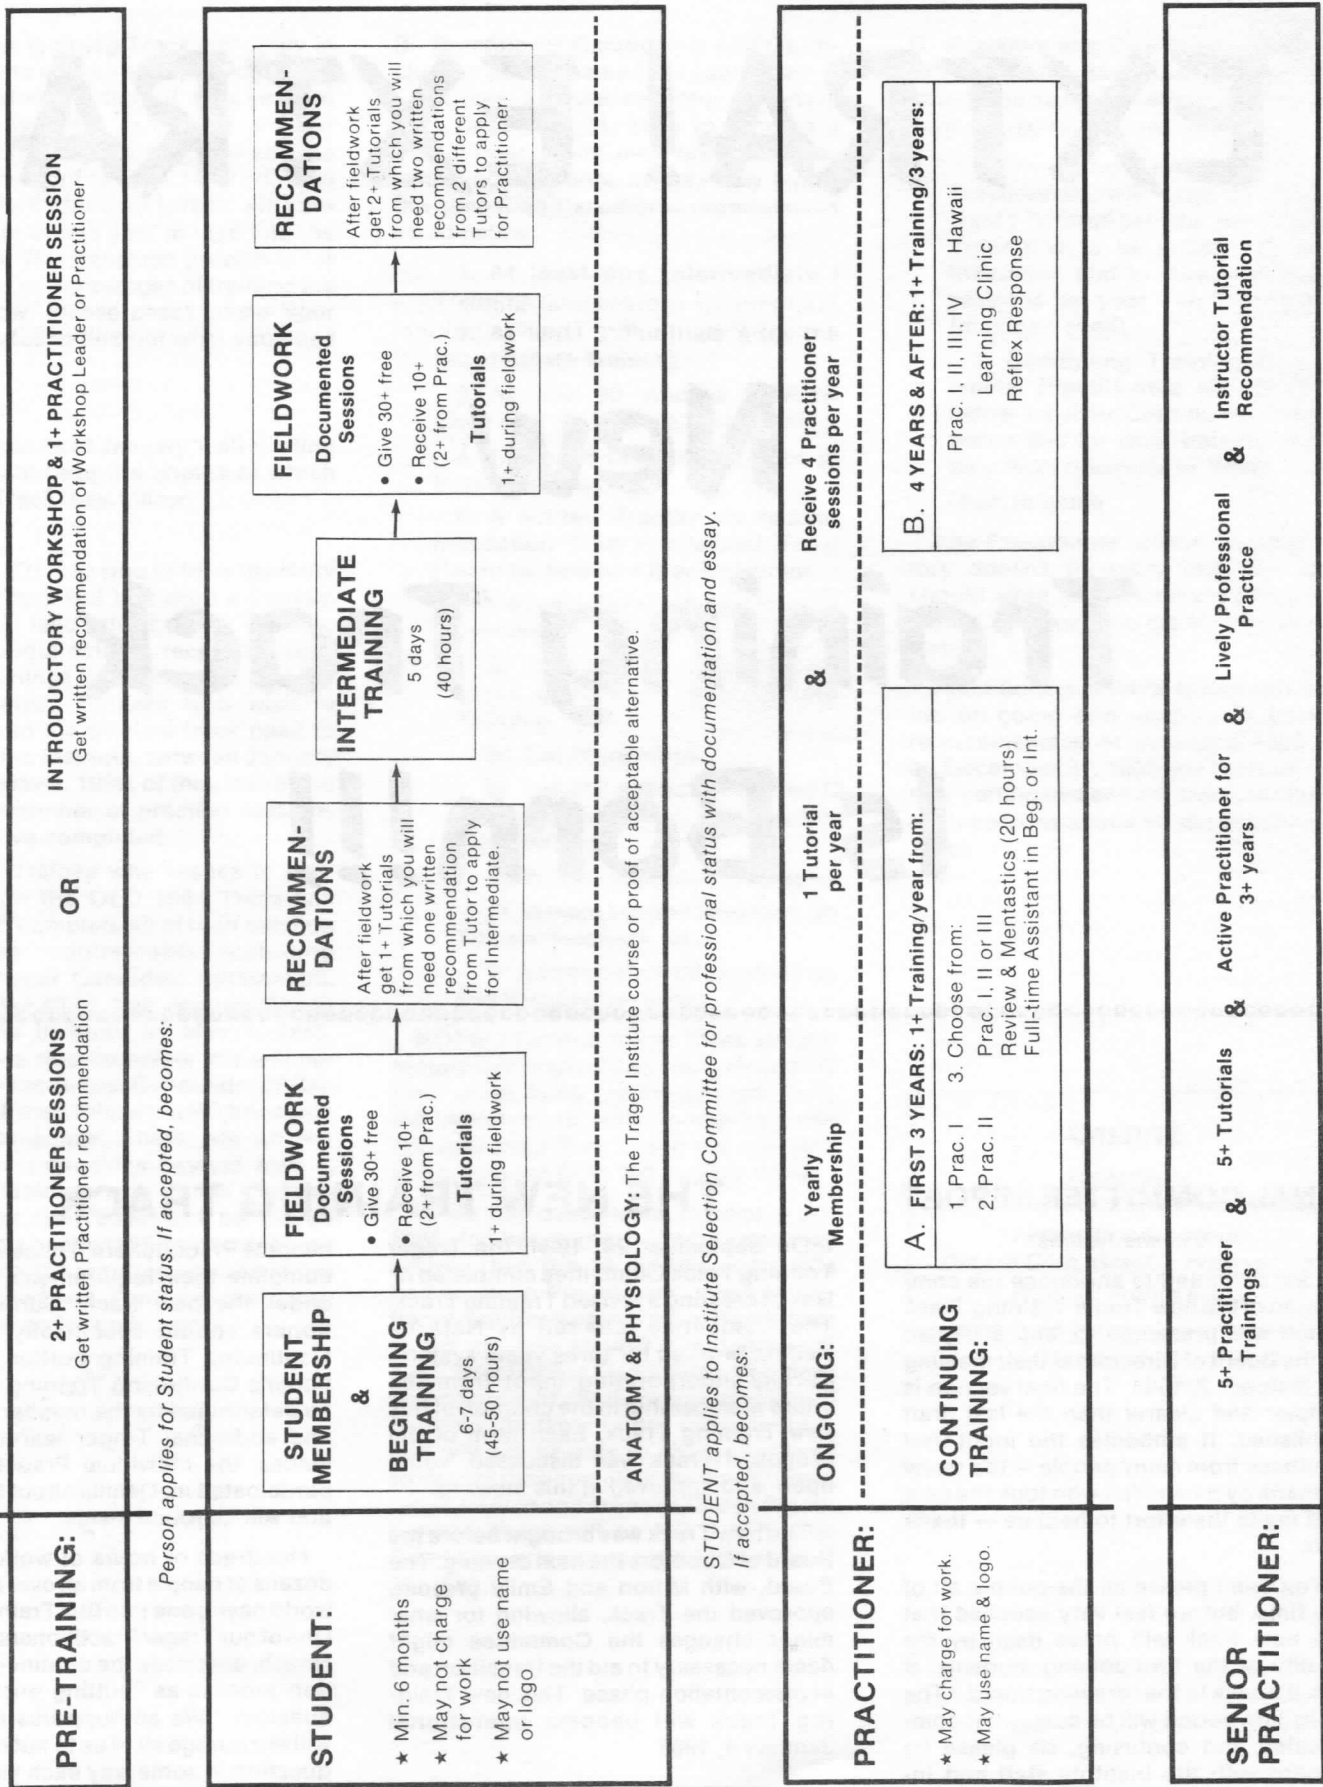 PRE-TRAINING:
2+ PRACTITIONER SESSIONS
Get written Practitioner recommendation
OR
INTRODUCTORY WORKSHOP & 1+ PRACTITIONER SESSION
Get written recommendation of Workshop Leader or Practitioner
Person applies for Student status. If accepted, becomes:
STUDENT:
★ Min. 6 months
★ May not charge
for work
★ May not use name
or logo
STUDENT
MEMBERSHIP
&
BEGINNING
TRAINING
6-7 days
(45-50 hours)
FIELDWORK
Documented
Sessions
• Give 30+ free
• Receive 10+
(2+ from Prac.)
Tutorials
1+ during fieldwork
RECOMMEN-
DATIONS
After fieldwork
get 1+ Tutorials
from which you will
need one written
recommendation
from Tutor to apply
for Intermediate.
INTERMEDIATE
TRAINING
5 days
(40 hours)
FIELDWORK
Documented
Sessions
• Give 30+ free
• Receive 10+
(2+ from Prac.)
Tutorials
1+ during fieldwork
RECOMMEN-
DATIONS
After fieldwork
get 2+ Tutorials
from which you will
need two written
recommendations
from 2 different
Tutors to apply
for Practitioner.
ANATOMY & PHYSIOLOGY: The Trager Institute course or proof of acceptable alternative.
STUDENT applies to Institute Selection Committee for professional status with documentation and essay.
If accepted, becomes:
PRACTITIONER:
★ May charge for work.
★ May use name & logo.
ONGOING:
Yearly
Membership
1 Tutorial
per year
&
Receive 4 Practitioner
sessions per year
CONTINUING
TRAINING:
A. FIRST 3 YEARS: 1+ Training/year from:
1. Prac. I
2. Prac. II
3. Choose from:
Prac. I, II or III
Review & Mentastics (20 hours)
Full-time Assistant in Beg. or Int.
B. 4 YEARS & AFTER: 1+ Training/3 years:
Prac. I, II, III, IV Hawaii
Learning Clinic
Reflex Response
SENIOR
PRACTITIONER:
5+ Practitioner
Trainings
&
5+ Tutorials
&
Active Practitioner for
3+ years
&
Lively Professional
Practice
&
Instructor Tutorial
Recommendation